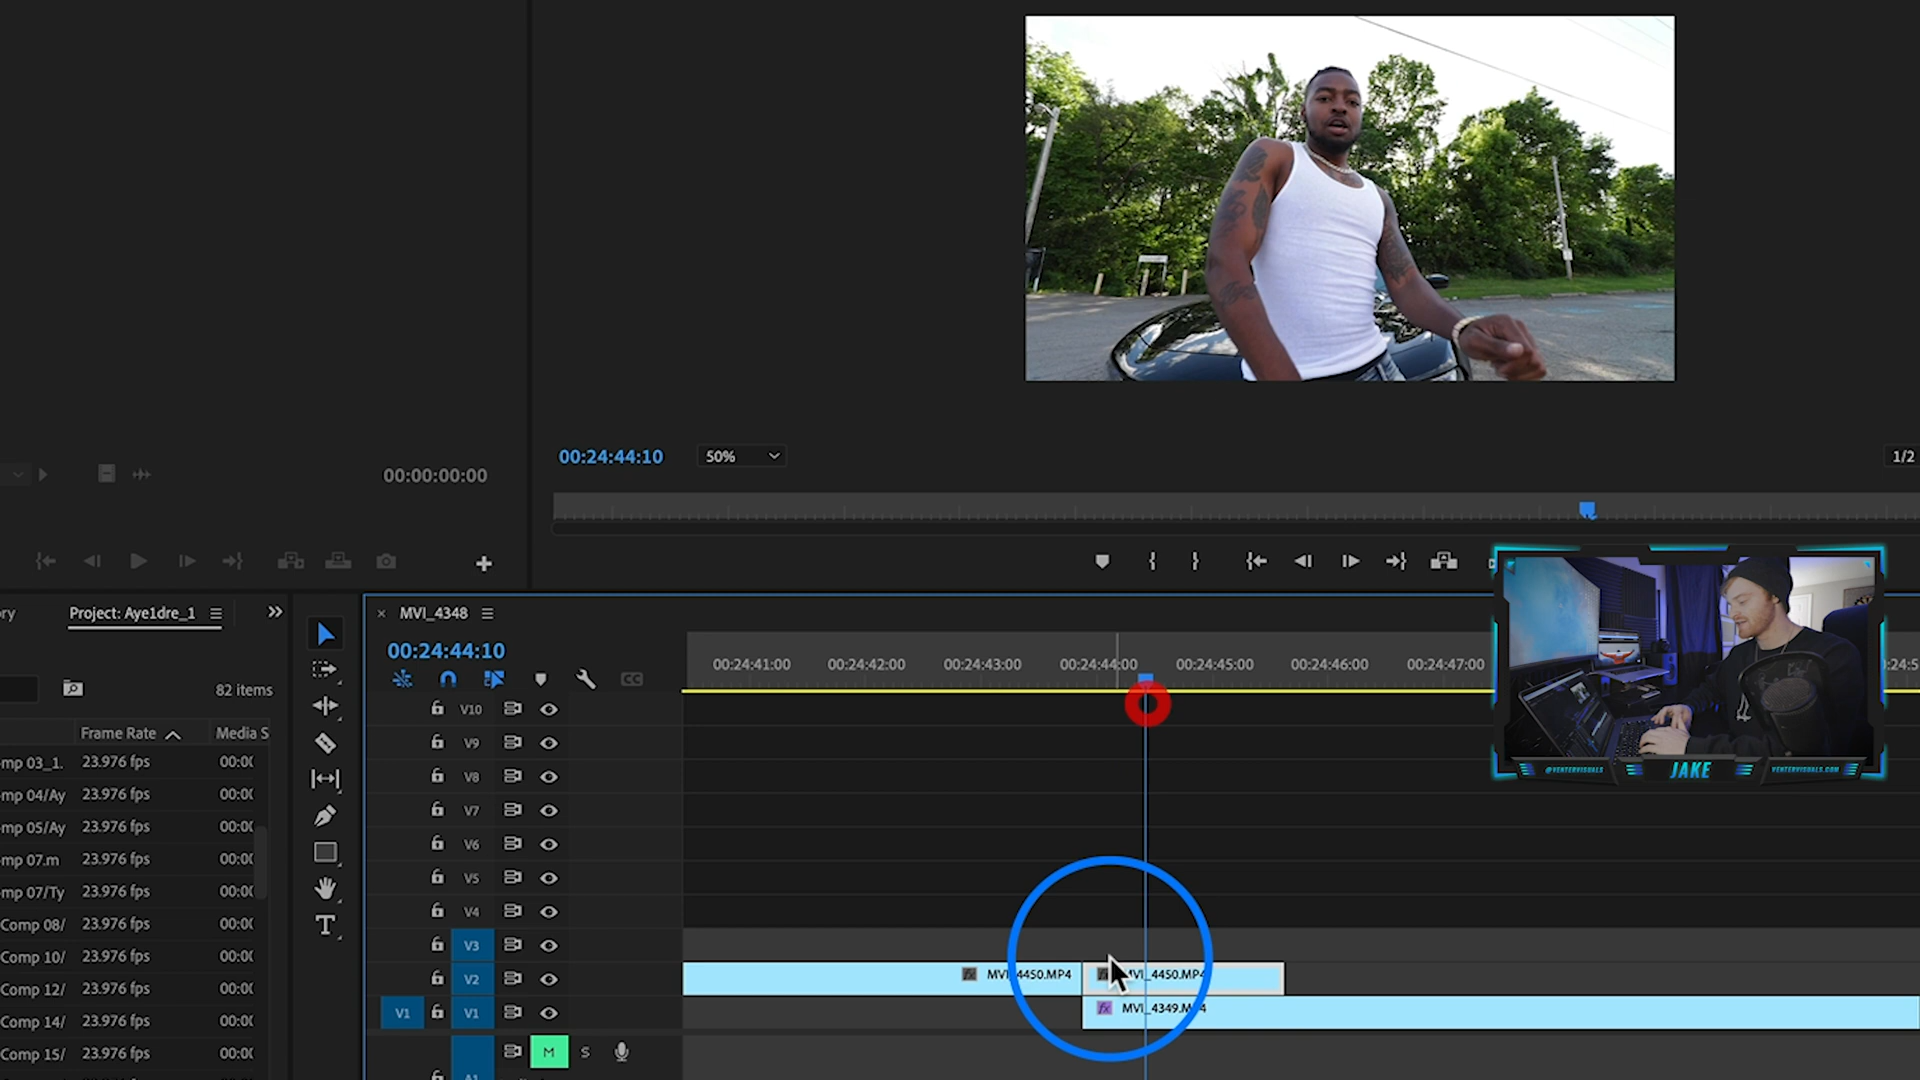 00:24:44:10
50%
1/2
00:00:00:00
ry
Project: Aye1dre_1
MVI_4348
00:24:44:10
00:24:41:00
00:24:42:00
00:24:43:00
00:24:44:00
00:24:45:00
00:24:46:00
00:24:47:00
:24:5
CC
82 items
Frame Rate
Media S
mp 03_1.
23.976 fps
00:0(
mp 04/Ay
23.976 fps
00:0(
mp 05/Ay
23.976 fps
00:0(
mp 07.m
23.976 fps
00:0(
mp 07/Ty
23.976 fps
00:0(
Comp 08/
23.976 fps
00:0(
Comp 10/
23.976 fps
00:0(
Comp 12/
23.976 fps
00:0(
Comp 14/
23.976 fps
00:0(
Comp 15/
23.976 fps
00:0(
T
V10
V9
V8
V7
V6
V5
V4
V3
V2
V1
V1
A1
M
S
fx MVI_4450.MP4
MVI_4450.MP4
fx MVI_4349.MP4
@VENTERVISUALS
JAKE
VENTERVISUALS.COM